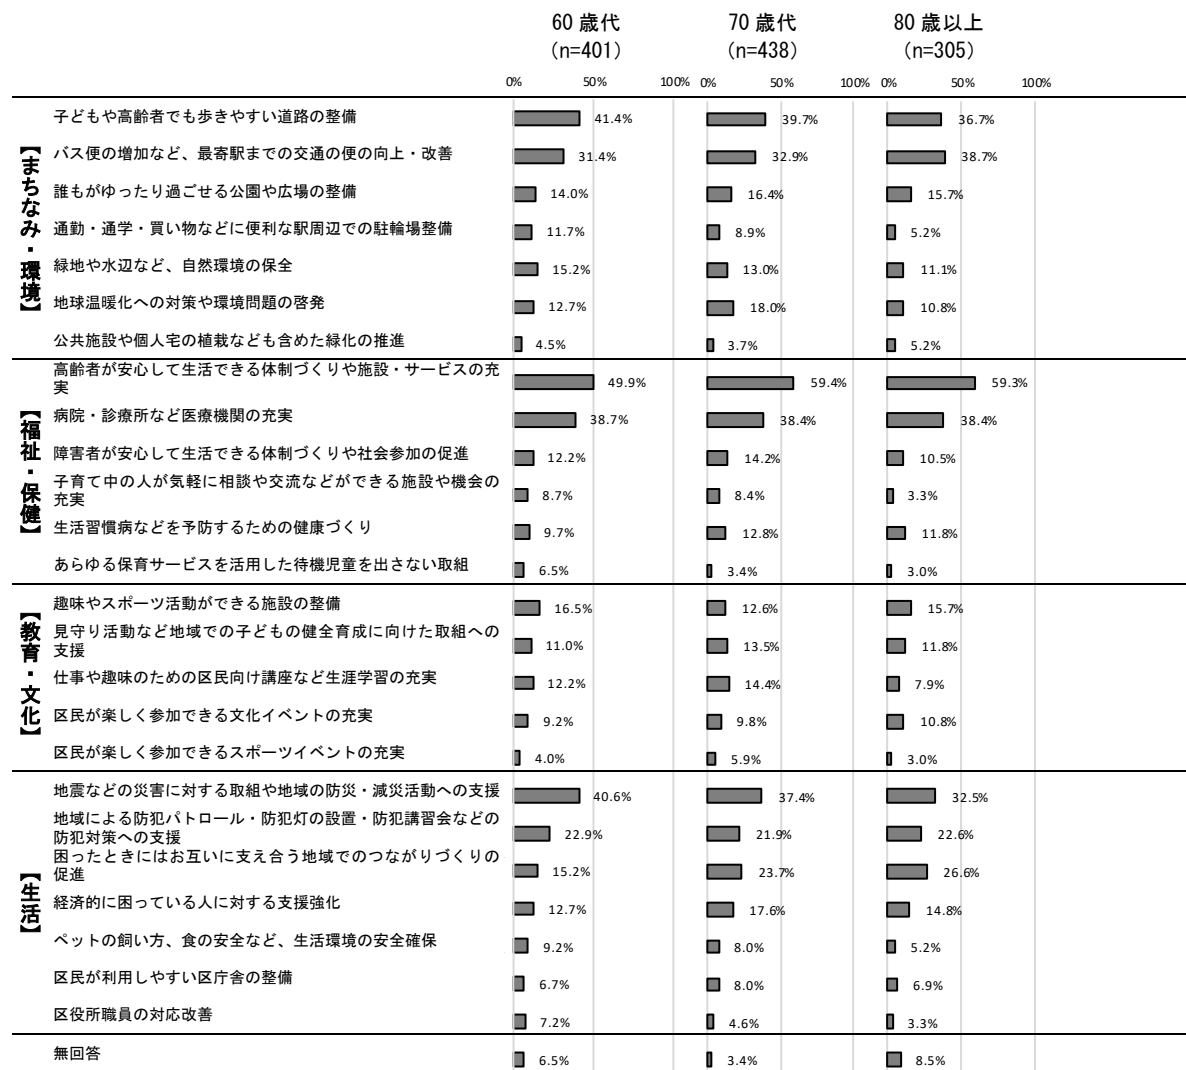 60 歳代 70 歳代 80 歳以上
(n=401) (n=438) (n=305)
0% 50% 100% 0% 50% 100% 0% 50% 100%
【まちなみ・環境】
子どもや高齢者でも歩きやすい道路の整備 41.4% 39.7% 36.7%
バス便の増加など、最寄駅までの交通の便の向上・改善 31.4% 32.9% 38.7%
誰もがゆったり過ごせる公園や広場の整備 14.0% 16.4% 15.7%
通勤・通学・買い物などに便利な駅周辺での駐輪場整備 11.7% 8.9% 5.2%
緑地や水辺など、自然環境の保全 15.2% 13.0% 11.1%
地球温暖化への対策や環境問題の啓発 12.7% 18.0% 10.8%
公共施設や個人宅の植栽なども含めた緑化の推進 4.5% 3.7% 5.2%
【福祉・保健】
高齢者が安心して生活できる体制づくりや施設・サービスの充
実 49.9% 59.4% 59.3%
病院・診療所など医療機関の充実 38.7% 38.4% 38.4%
障害者が安心して生活できる体制づくりや社会参加の促進 12.2% 14.2% 10.5%
子育て中の人が気軽に相談や交流などができる施設や機会の
充実 8.7% 8.4% 3.3%
生活習慣病などを予防するための健康づくり 9.7% 12.8% 11.8%
あらゆる保育サービスを活用した待機児童を出さない取組 6.5% 3.4% 3.0%
【教育・文化】
趣味やスポーツ活動ができる施設の整備 16.5% 12.6% 15.7%
見守り活動など地域での子どもの健全育成に向けた取組への
支援 11.0% 13.5% 11.8%
仕事や趣味のための区民向け講座など生涯学習の充実 12.2% 14.4% 7.9%
区民が楽しく参加できる文化イベントの充実 9.2% 9.8% 10.8%
区民が楽しく参加できるスポーツイベントの充実 4.0% 5.9% 3.0%
【生活】
地震などの災害に対する取組や地域の防災・減災活動への支援 40.6% 37.4% 32.5%
地域による防犯パトロール・防犯灯の設置・防犯講習会などの
防犯対策への支援 22.9% 21.9% 22.6%
困ったときにはお互いに支え合う地域でのつながりづくりの
促進 15.2% 23.7% 26.6%
経済的に困っている人に対する支援強化 12.7% 17.6% 14.8%
ペットの飼い方、食の安全など、生活環境の安全確保 9.2% 8.0% 5.2%
区民が利用しやすい区庁舎の整備 6.7% 8.0% 6.9%
区役所職員の対応改善 7.2% 4.6% 3.3%
無回答 6.5% 3.4% 8.5%